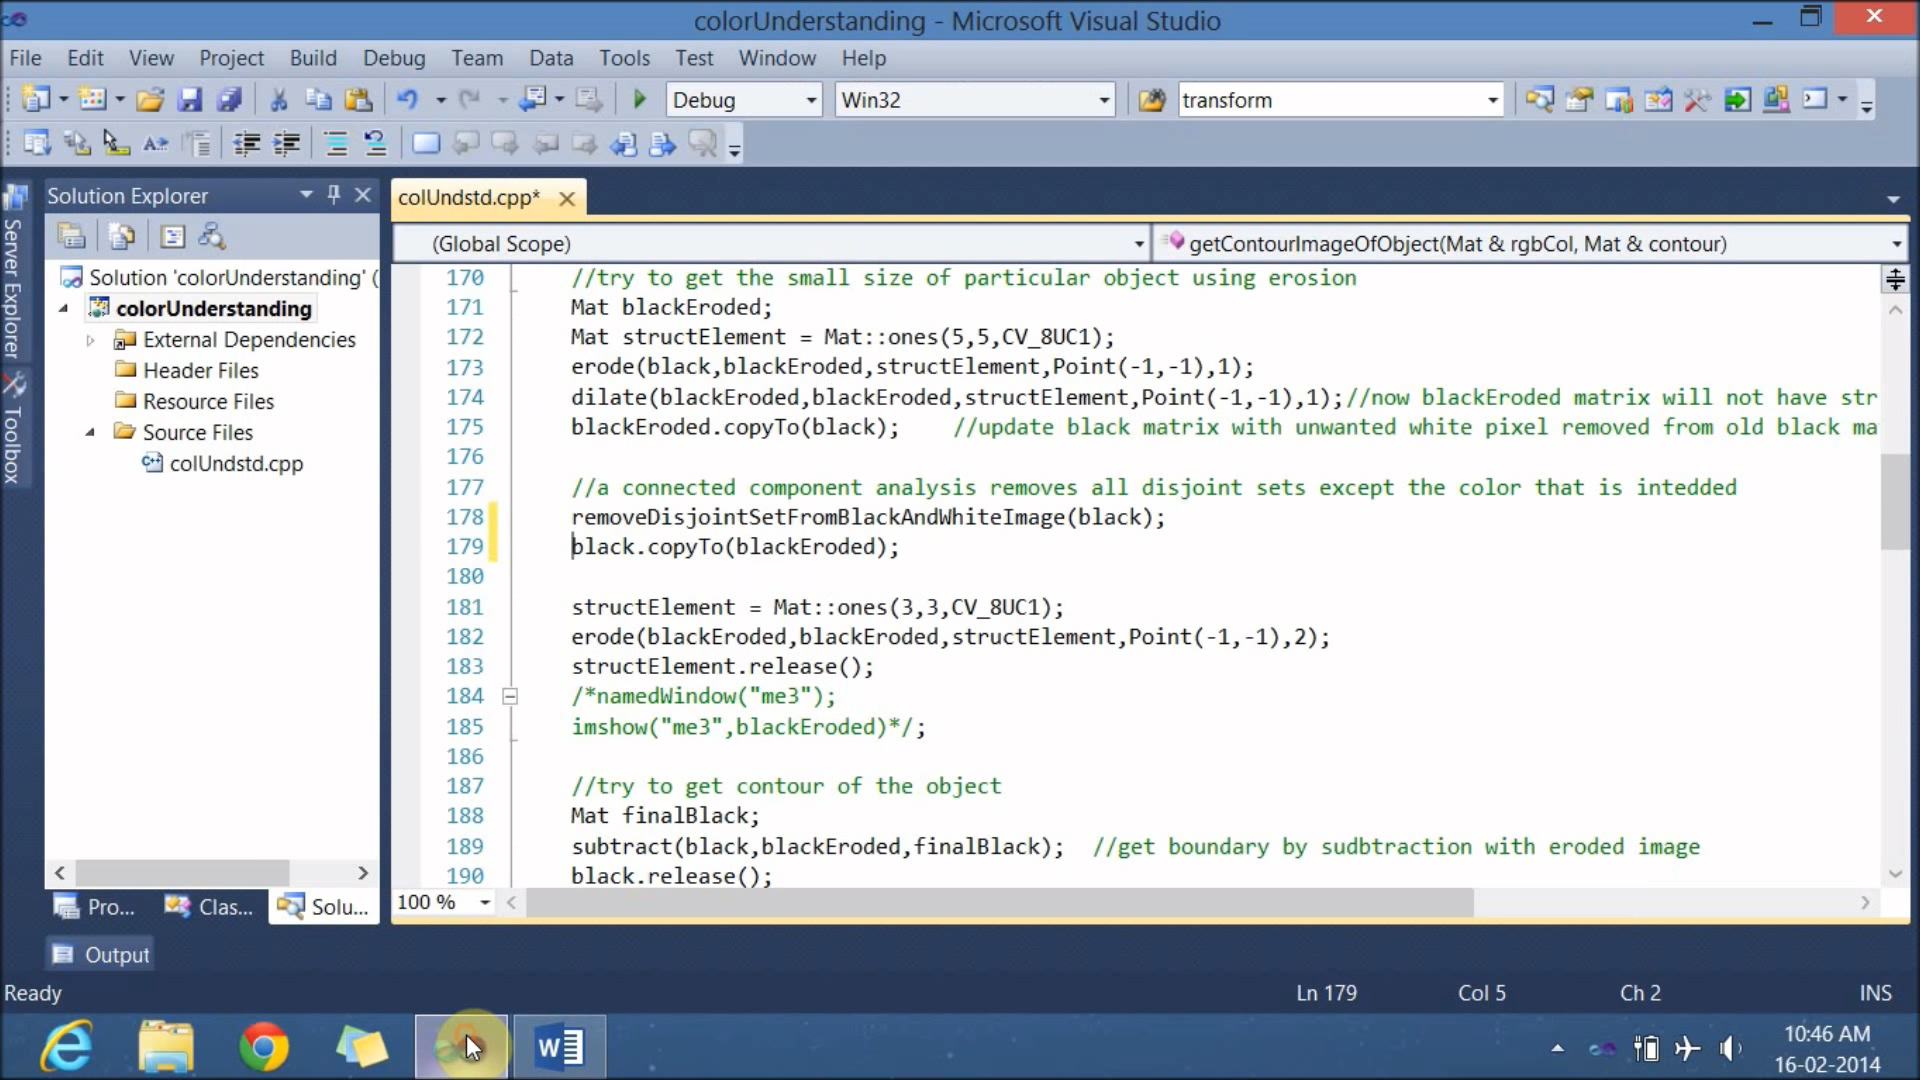 colorUnderstanding - Microsoft Visual Studio
File Edit View Project Build Debug Team Data Tools Test Window Help
Debug Win32 transform
Server Explorer
Toolbox
Solution Explorer
Solution 'colorUnderstanding' (
colorUnderstanding
External Dependencies
Header Files
Resource Files
Source Files
colUndstd.cpp
Pro... Clas... Solu...
Output
colUndstd.cpp*
(Global Scope) getContourImageOfObject(Mat & rgbCol, Mat & contour)
170 //try to get the small size of particular object using erosion
171 Mat blackEroded;
172 Mat structElement = Mat::ones(5,5,CV_8UC1);
173 erode(black,blackEroded,structElement,Point(-1,-1),1);
174 dilate(blackEroded,blackEroded,structElement,Point(-1,-1),1);//now blackEroded matrix will not have str
175 blackEroded.copyTo(black); //update black matrix with unwanted white pixel removed from old black ma
176
177 //a connected component analysis removes all disjoint sets except the color that is intedded
178 removeDisjointSetFromBlackAndWhiteImage(black);
179 black.copyTo(blackEroded);
180
181 structElement = Mat::ones(3,3,CV_8UC1);
182 erode(blackEroded,blackEroded,structElement,Point(-1,-1),2);
183 structElement.release();
184 /*namedWindow("me3");
185 imshow("me3",blackEroded)*/;
186
187 //try to get contour of the object
188 Mat finalBlack;
189 subtract(black,blackEroded,finalBlack); //get boundary by sudbtraction with eroded image
190 black.release();
100 %
Ready Ln 179 Col 5 Ch 2 INS
10:46 AM
16-02-2014